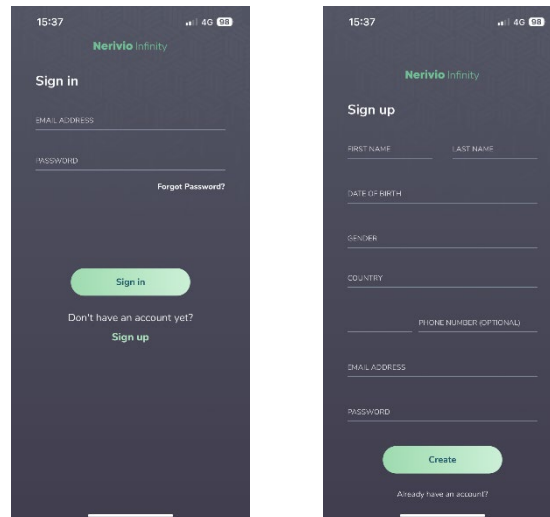 15:37
4G 98
Nerivio Infinity
Sign in
EMAIL ADDRESS
PASSWORD
Forgot Password?
Sign in
Don't have an account yet?
Sign up
15:37
4G 98
Nerivio Infinity
Sign up
FIRST NAME LAST NAME
DATE OF BIRTH
GENDER
COUNTRY
PHONE NUMBER (OPTIONAL)
EMAIL ADDRESS
PASSWORD
Create
Already have an account?